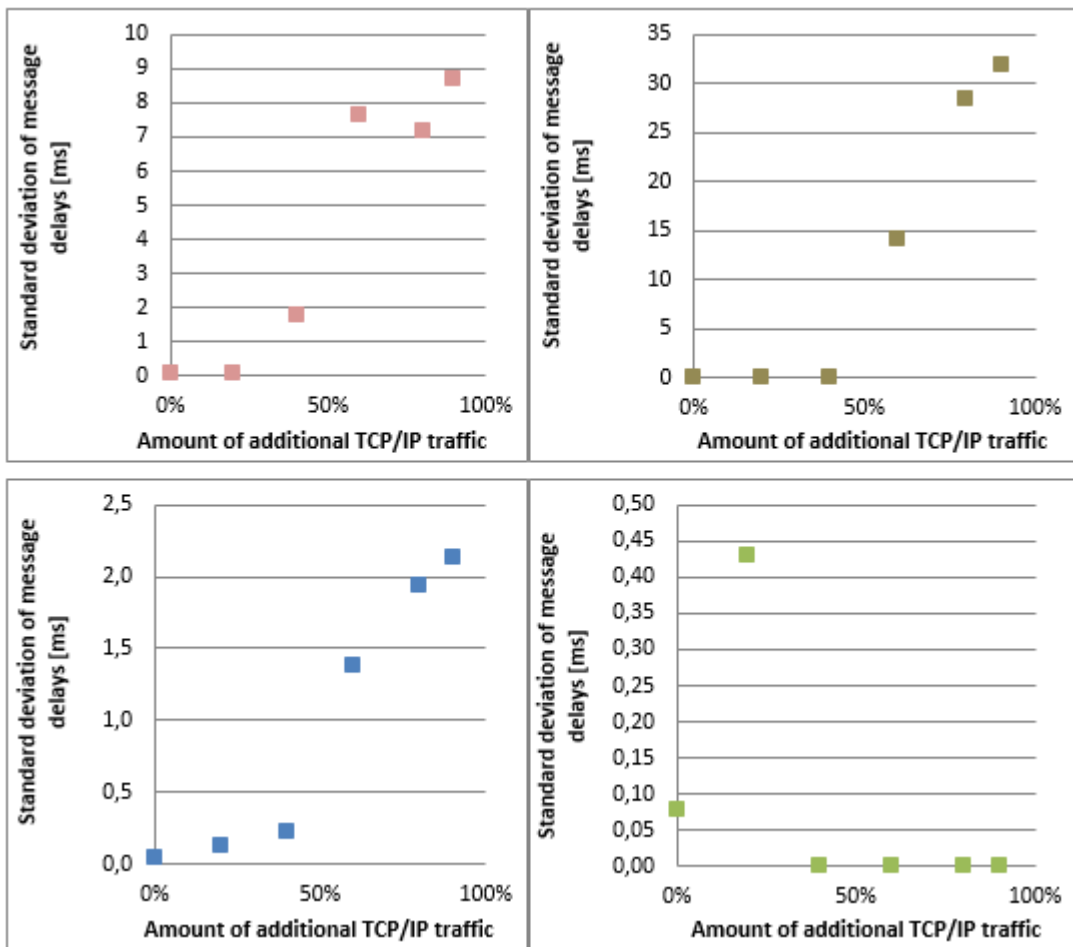 Standard deviation of message
delays [ms]
10
9
8
7
6
5
4
3
2
1
0
0% 50% 100%
Amount of additional TCP/IP traffic
Standard deviation of message
delays [ms]
35
30
25
20
15
10
5
0
0% 50% 100%
Amount of additional TCP/IP traffic
Standard deviation of message
delays [ms]
2,5
2,0
1,5
1,0
0,5
0,0
0% 50% 100%
Amount of additional TCP/IP traffic
Standard deviation of message
delays [ms]
0,50
0,45
0,40
0,35
0,30
0,25
0,20
0,15
0,10
0,05
0,00
0% 50% 100%
Amount of additional TCP/IP traffic